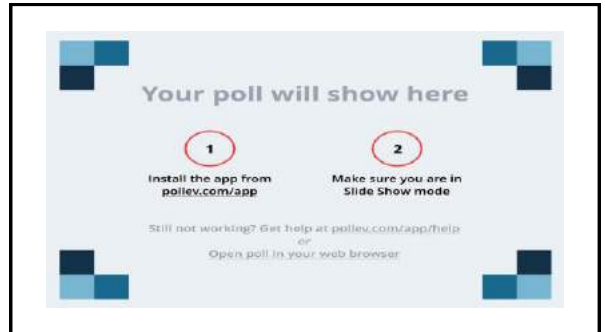 Your poll will show here
1
2
Install the app from
pollev.com/app
Make sure you are in
Slide Show mode
Still not working? Get help at pollev.com/app/help
or
Open poll in your web browser